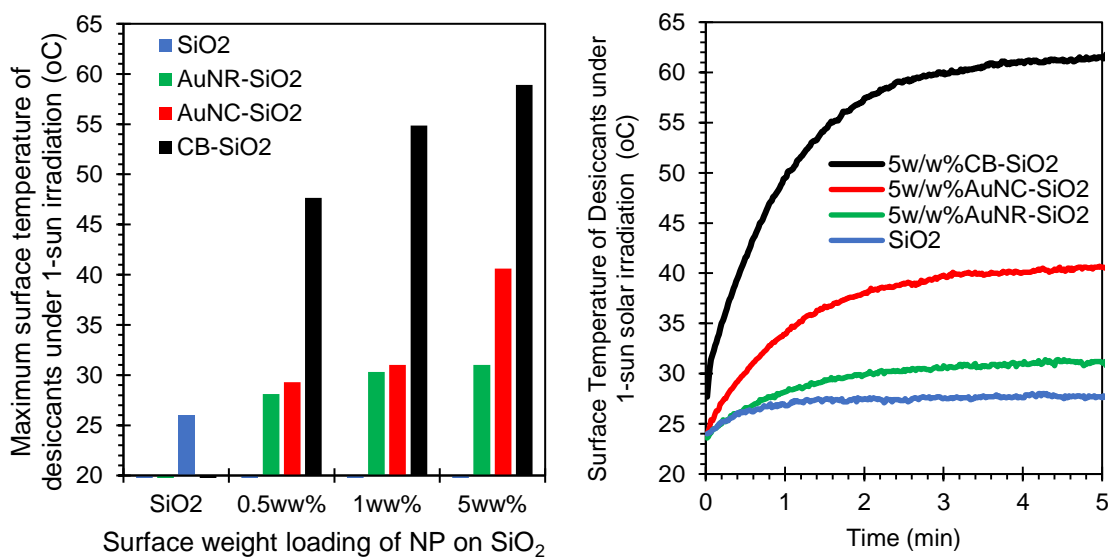 Maximum surface temperature of
desiccants under 1-sun irradiation (oC)
65
60
55
50
45
40
35
30
25
20
SiO2
AuNR-SiO2
AuNC-SiO2
CB-SiO2
SiO2 0.5ww% 1ww% 5ww%
Surface weight loading of NP on SiO₂
Surface Temperature of Desiccants under
1-sun solar irradiation (oC)
65
60
55
50
45
40
35
30
25
20
5w/w%CB-SiO2
5w/w%AuNC-SiO2
5w/w%AuNR-SiO2
SiO2
0 1 2 3 4 5
Time (min)